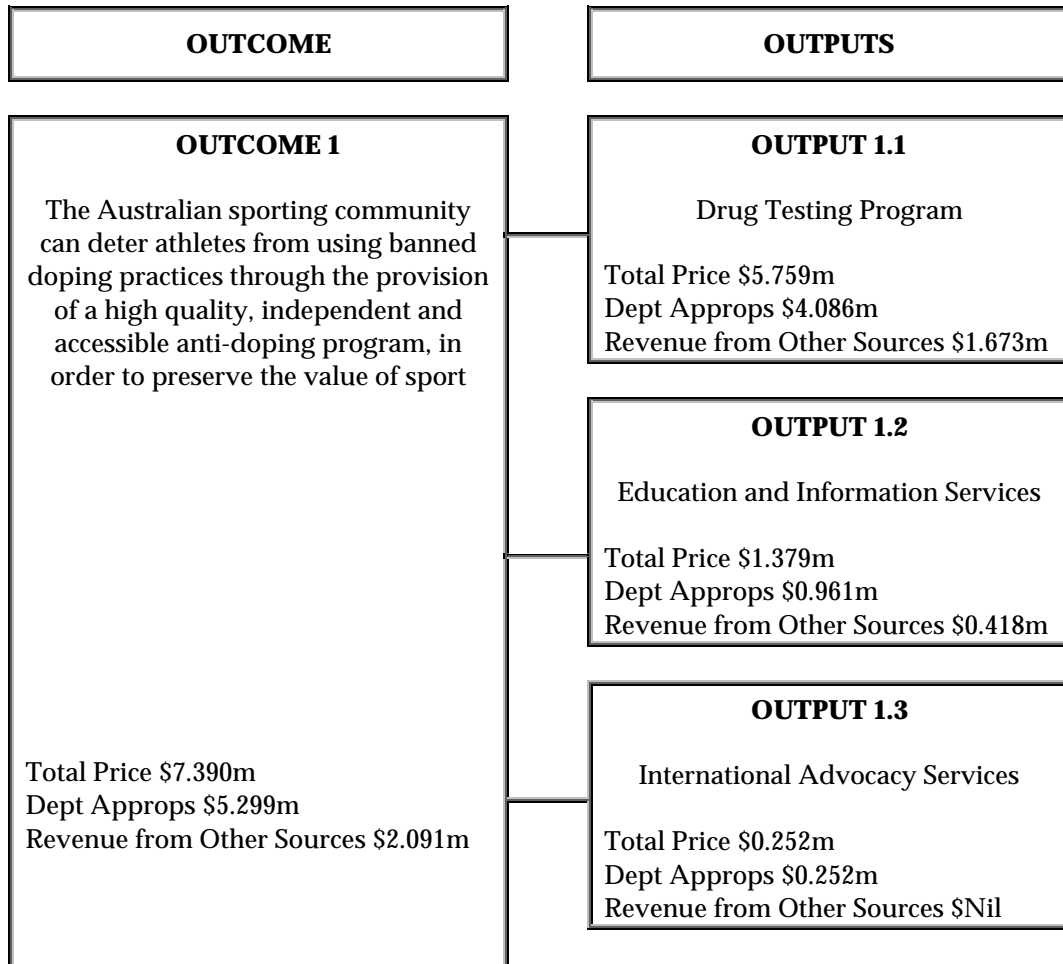 OUTCOME
OUTPUTS
OUTCOME 1
The Australian sporting community
can deter athletes from using banned
doping practices through the provision
of a high quality, independent and
accessible anti-doping program, in
order to preserve the value of sport
Total Price $7.390m
Dept Approps $5.299m
Revenue from Other Sources $2.091m
OUTPUT 1.1
Drug Testing Program
Total Price $5.759m
Dept Approps $4.086m
Revenue from Other Sources $1.673m
OUTPUT 1.2
Education and Information Services
Total Price $1.379m
Dept Approps $0.961m
Revenue from Other Sources $0.418m
OUTPUT 1.3
International Advocacy Services
Total Price $0.252m
Dept Approps $0.252m
Revenue from Other Sources $Nil